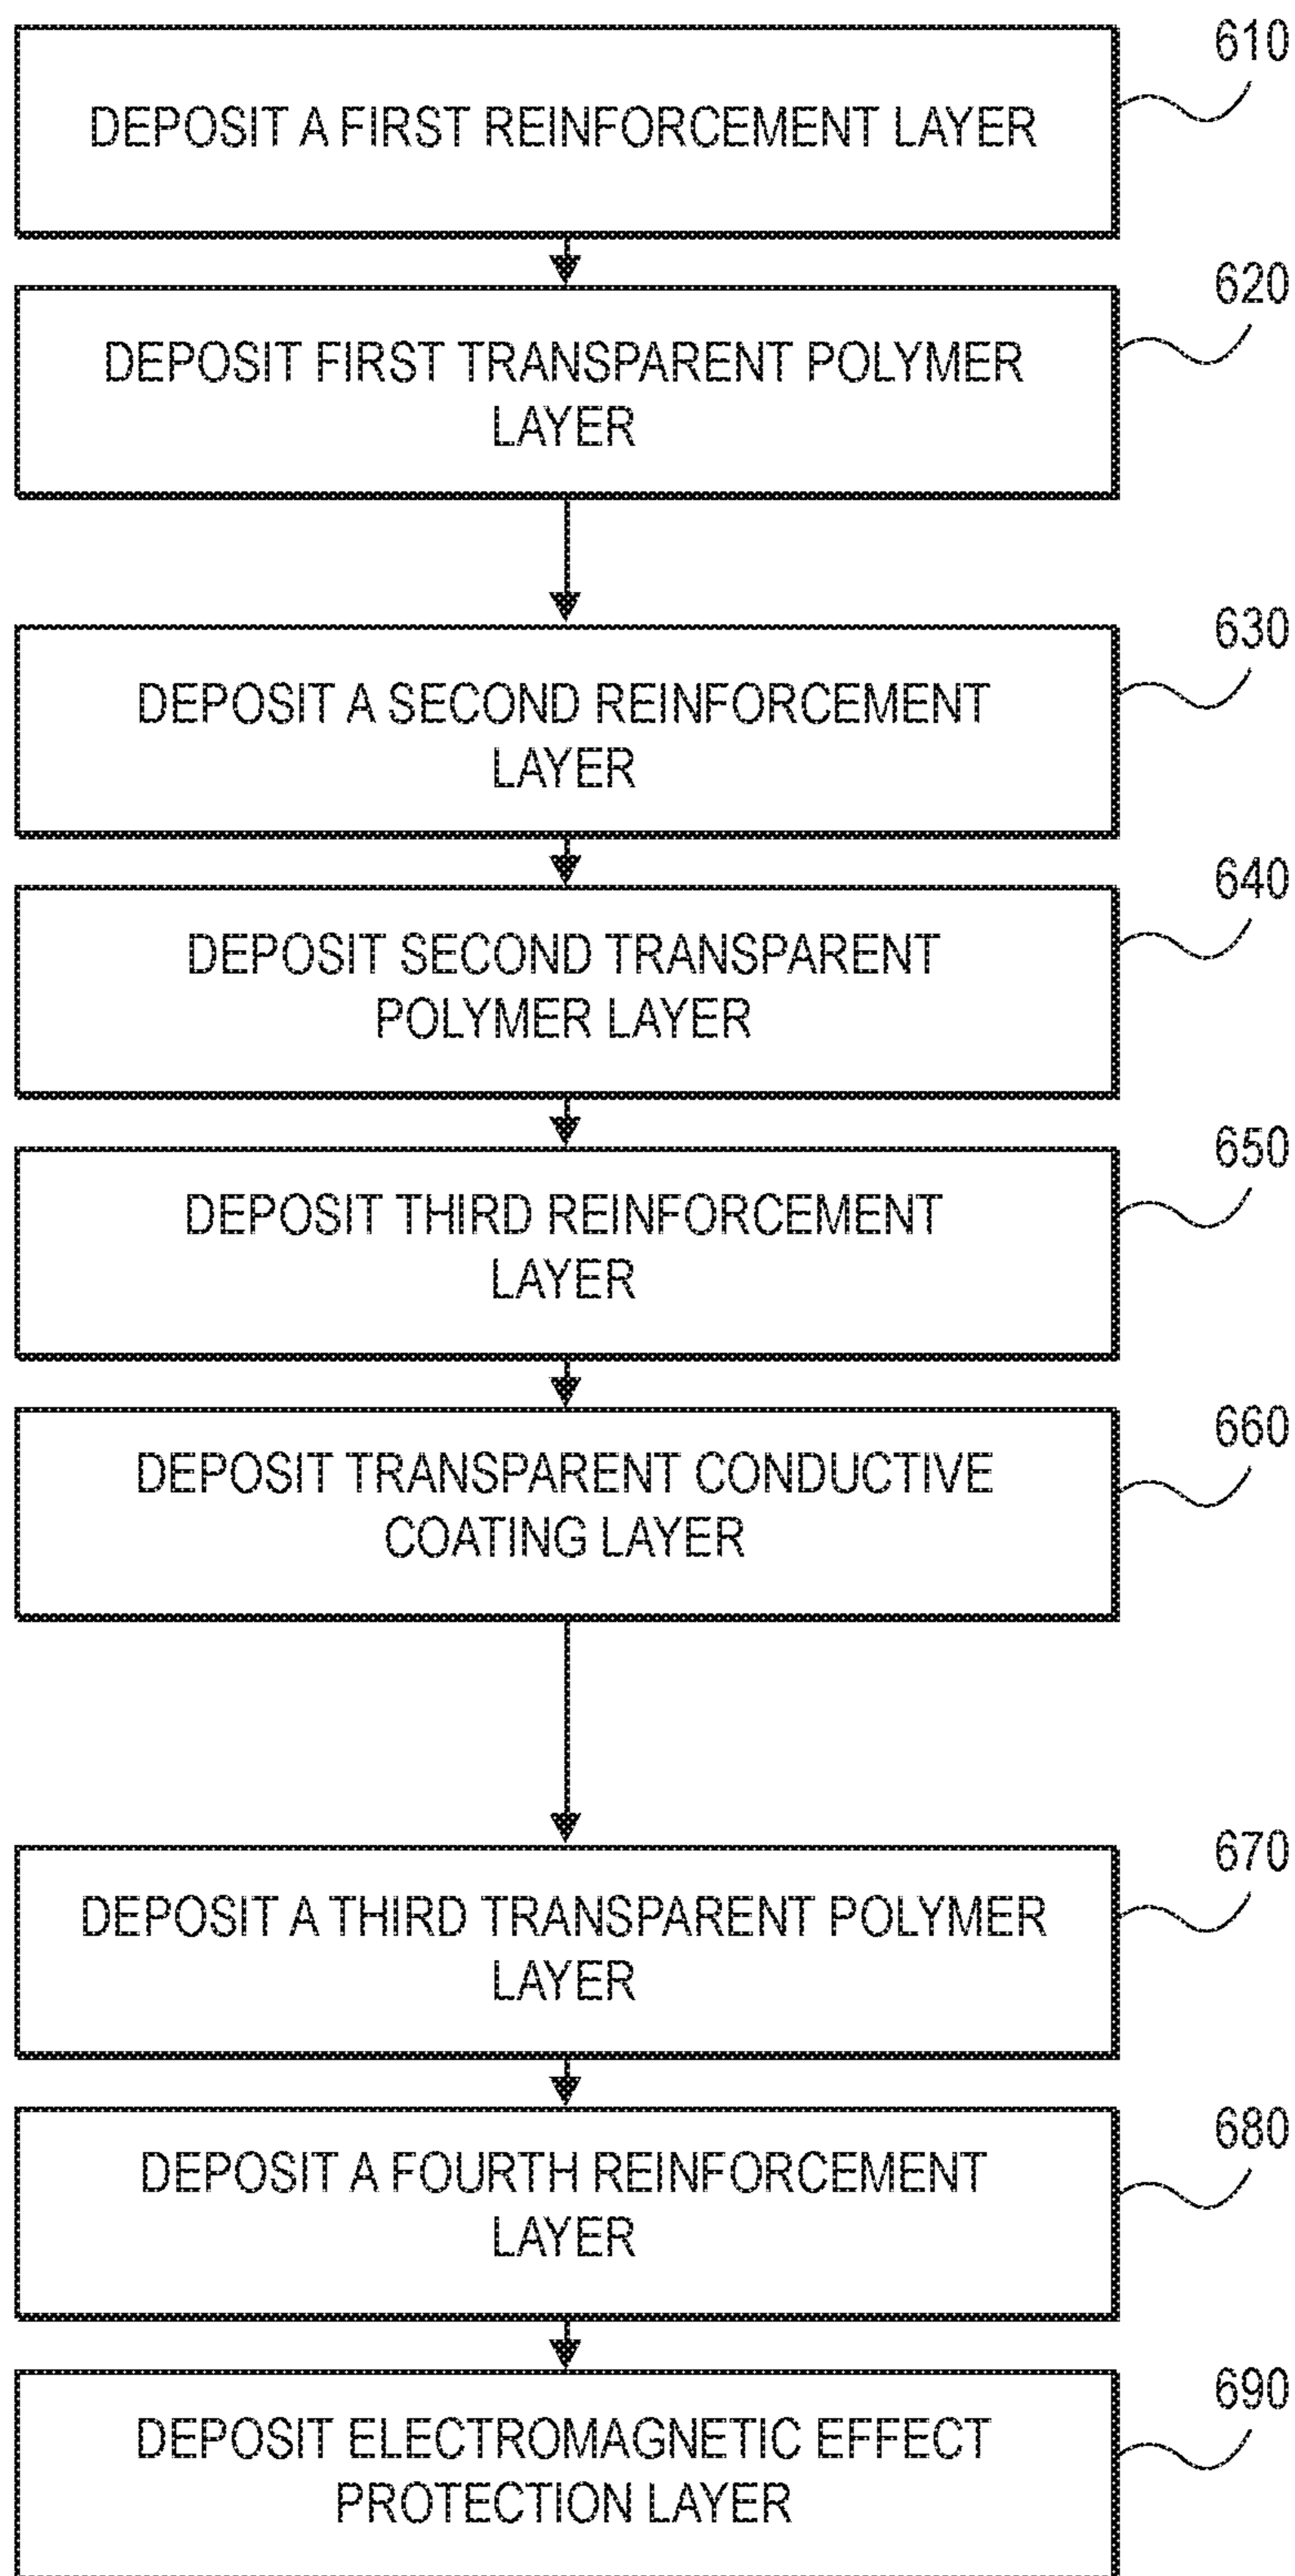 610
DEPOSIT A FIRST REINFORCEMENT LAYER
620
DEPOSIT FIRST TRANSPARENT POLYMER
LAYER
630
DEPOSIT A SECOND REINFORCEMENT
LAYER
640
DEPOSIT SECOND TRANSPARENT
POLYMER LAYER
650
DEPOSIT THIRD REINFORCEMENT
LAYER
660
DEPOSIT TRANSPARENT CONDUCTIVE
COATING LAYER
670
DEPOSIT A THIRD TRANSPARENT POLYMER
LAYER
680
DEPOSIT A FOURTH REINFORCEMENT
LAYER
690
DEPOSIT ELECTROMAGNETIC EFFECT
PROTECTION LAYER